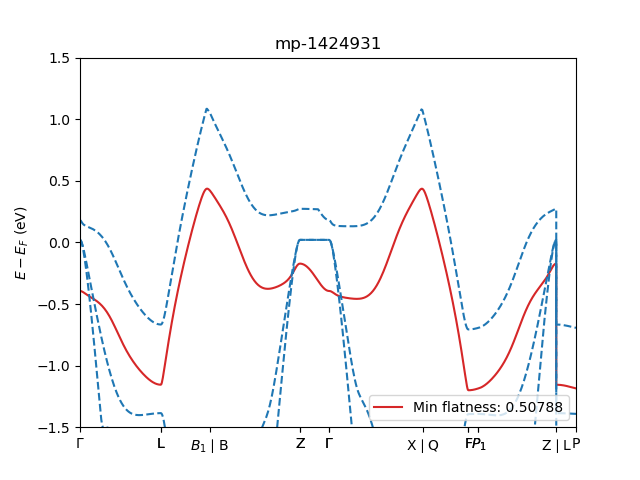 mp-1424931
1.5
1.0
0.5
0.0
−0.5
−1.0
−1.5
E − E_F (eV)
Min flatness: 0.50788
Γ L B₁ | B Z Γ X | Q F P₁ Z | L P